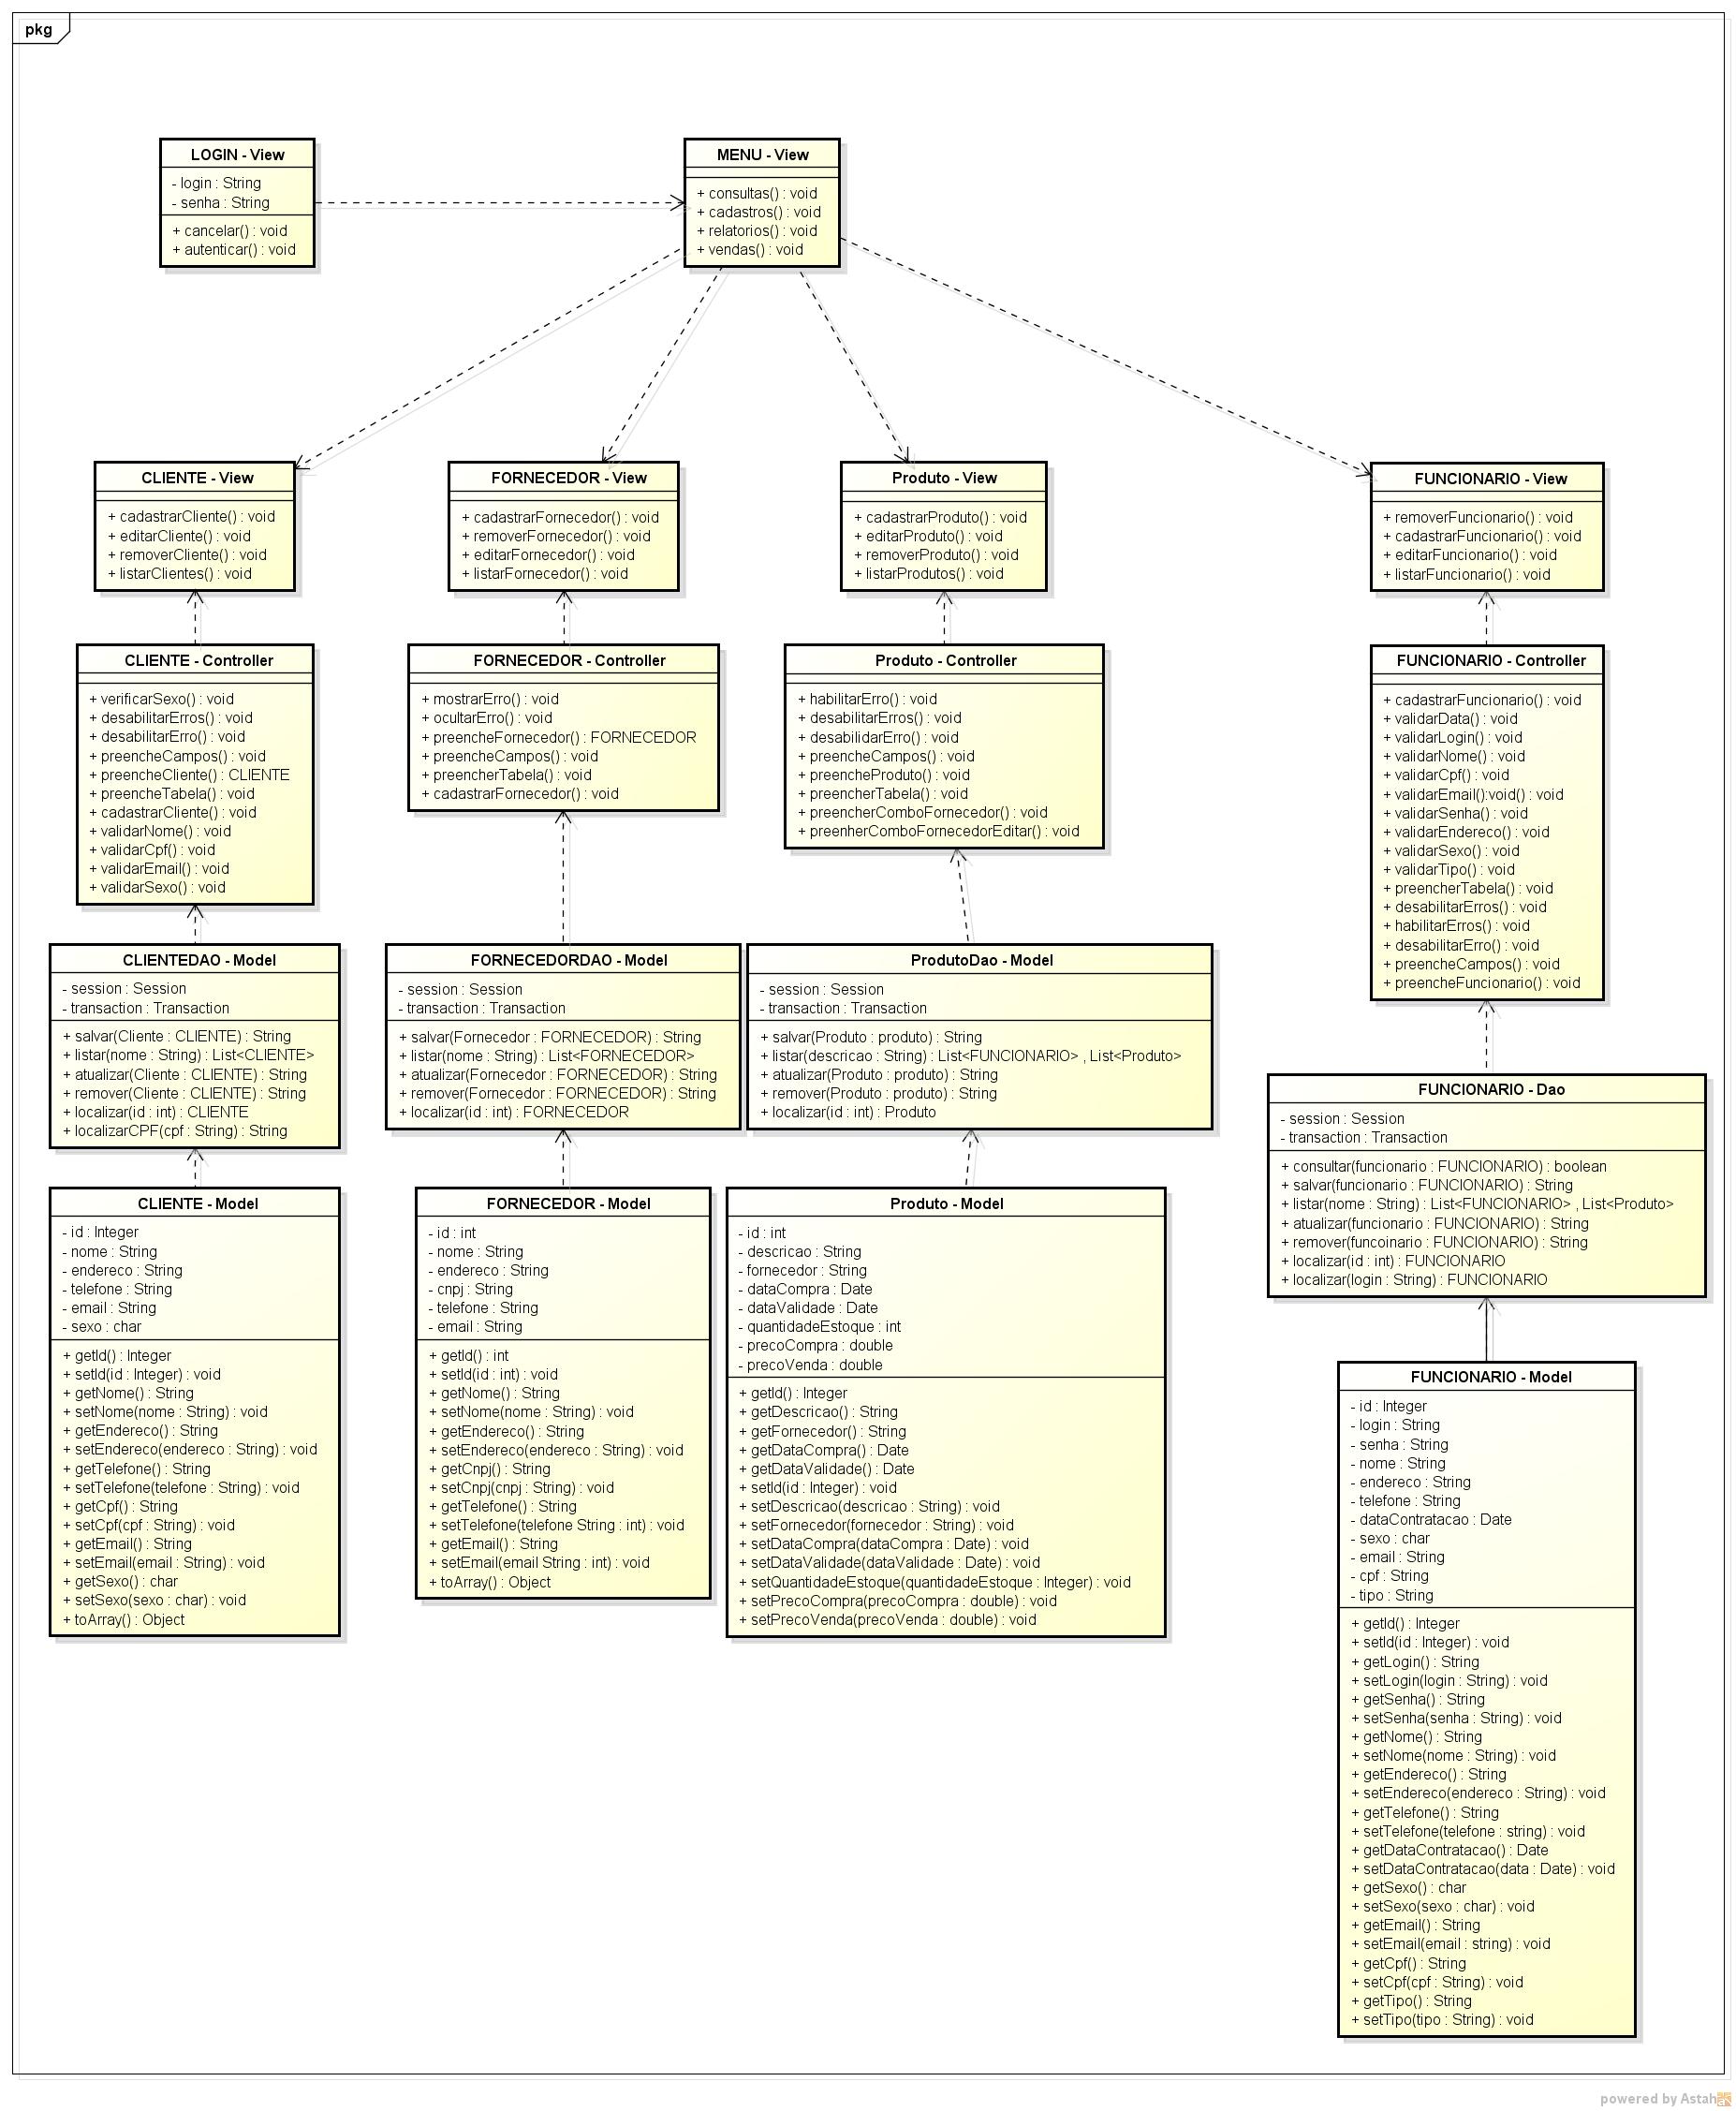 pkg
LOGIN - View
- login : String
- senha : String
+ cancelar() : void
+ autenticar() : void
MENU - View
+ consultas() : void
+ cadastros() : void
+ relatorios() : void
+ vendas() : void
CLIENTE - View
+ cadastrarCliente() : void
+ editarCliente() : void
+ removerCliente() : void
+ listarClientes() : void
FORNECEDOR - View
+ cadastrarFornecedor() : void
+ removerFornecedor() : void
+ editarFornecedor() : void
+ listarFornecedor() : void
Produto - View
+ cadastrarProduto() : void
+ editarProduto() : void
+ removerProduto() : void
+ listarProdutos() : void
FUNCIONARIO - View
+ removerFuncionario() : void
+ cadastrarFuncionario() : void
+ editarFuncionario() : void
+ listarFuncionario() : void
CLIENTE - Controller
+ verificarSexo() : void
+ desabilitarErros() : void
+ desabilitarErro() : void
+ preencheCampos() : void
+ preencheCliente() : CLIENTE
+ preencheTabela() : void
+ cadastrarCliente() : void
+ validarNome() : void
+ validarCpf() : void
+ validarEmail() : void
+ validarSexo() : void
FORNECEDOR - Controller
+ mostrarErro() : void
+ ocultarErro() : void
+ preencheFornecedor() : FORNECEDOR
+ preencheCampos() : void
+ preencherTabela() : void
+ cadastrarFornecedor() : void
Produto - Controller
+ habilitarErro() : void
+ desabilitarErros() : void
+ desabilidarErro() : void
+ preencheCampos() : void
+ preencheProduto() : void
+ preencherTabela() : void
+ preencherComboFornecedor() : void
+ preenherComboFornecedorEditar() : void
FUNCIONARIO - Controller
+ cadastrarFuncionario() : void
+ validarData() : void
+ validarLogin() : void
+ validarNome() : void
+ validarCpf() : void
+ validarEmail():void() : void
+ validarSenha() : void
+ validarEndereco() : void
+ validarSexo() : void
+ validarTipo() : void
+ preencherTabela() : void
+ desabilitarErros() : void
+ habilitarErros() : void
+ desabilitarErro() : void
+ preencheCampos() : void
+ preencheFuncionario() : void
CLIENTEDAO - Model
- session : Session
- transaction : Transaction
+ salvar(Cliente : CLIENTE) : String
+ listar(nome : String) : List<CLIENTE>
+ atualizar(Cliente : CLIENTE) : String
+ remover(Cliente : CLIENTE) : String
+ localizar(id : int) : CLIENTE
+ localizarCPF(cpf : String) : String
FORNECEDORDAO - Model
- session : Session
- transaction : Transaction
+ salvar(Fornecedor : FORNECEDOR) : String
+ listar(nome : String) : List<FORNECEDOR>
+ atualizar(Fornecedor : FORNECEDOR) : String
+ remover(Fornecedor : FORNECEDOR) : String
+ localizar(id : int) : FORNECEDOR
ProdutoDao - Model
- session : Session
- transaction : Transaction
+ salvar(Produto : produto) : String
+ listar(descricao : String) : List<FUNCIONARIO> , List<Produto>
+ atualizar(Produto : produto) : String
+ remover(Produto : produto) : String
+ localizar(id : int) : Produto
FUNCIONARIO - Dao
- session : Session
- transaction : Transaction
+ consultar(funcionario : FUNCIONARIO) : boolean
+ salvar(funcionario : FUNCIONARIO) : String
+ listar(nome : String) : List<FUNCIONARIO> , List<Produto>
+ atualizar(funcionario : FUNCIONARIO) : String
+ remover(funcoinario : FUNCIONARIO) : String
+ localizar(id : int) : FUNCIONARIO
+ localizar(login : String) : FUNCIONARIO
CLIENTE - Model
- id : Integer
- nome : String
- endereco : String
- telefone : String
- email : String
- sexo : char
+ getId() : Integer
+ setId(id : Integer) : void
+ getNome() : String
+ setNome(nome : String) : void
+ getEndereco() : String
+ setEndereco(endereco : String) : void
+ getTelefone() : String
+ setTelefone(telefone : String) : void
+ getCpf() : String
+ setCpf(cpf : String) : void
+ getEmail() : String
+ setEmail(email : String) : void
+ getSexo() : char
+ setSexo(sexo : char) : void
+ toArray() : Object
FORNECEDOR - Model
- id : int
- nome : String
- endereco : String
- cnpj : String
- telefone : String
- email : String
+ getId() : int
+ setId(id : int) : void
+ getNome() : String
+ setNome(nome : String) : void
+ getEndereco() : String
+ setEndereco(endereco : String) : void
+ getCnpj() : String
+ setCnpj(cnpj : String) : void
+ getTelefone() : String
+ setTelefone(telefone String : int) : void
+ getEmail() : String
+ setEmail(email String : int) : void
+ toArray() : Object
Produto - Model
- id : int
- descricao : String
- fornecedor : String
- dataCompra : Date
- dataValidade : Date
- quantidadeEstoque : int
- precoCompra : double
- precoVenda : double
+ getId() : Integer
+ getDescricao() : String
+ getFornecedor() : String
+ getDataCompra() : Date
+ getDataValidade() : Date
+ setId(id : Integer) : void
+ setDescricao(descricao : String) : void
+ setFornecedor(fornecedor : String) : void
+ setDataCompra(dataCompra : Date) : void
+ setDataValidade(dataValidade : Date) : void
+ setQuantidadeEstoque(quantidadeEstoque : Integer) : void
+ setPrecoCompra(precoCompra : double) : void
+ setPrecoVenda(precoVenda : double) : void
FUNCIONARIO - Model
- id : Integer
- login : String
- senha : String
- nome : String
- endereco : String
- telefone : String
- dataContratacao : Date
- sexo : char
- email : String
- cpf : String
- tipo : String
+ getId() : Integer
+ setId(id : Integer) : void
+ getLogin() : String
+ setLogin(login : String) : void
+ getSenha() : String
+ setSenha(senha : String) : void
+ getNome() : String
+ setNome(nome : String) : void
+ getEndereco() : String
+ setEndereco(endereco : String) : void
+ getTelefone() : String
+ setTelefone(telefone : string) : void
+ getDataContratacao() : Date
+ setDataContratacao(data : Date) : void
+ getSexo() : char
+ setSexo(sexo : char) : void
+ getEmail() : String
+ setEmail(email : string) : void
+ getCpf() : String
+ setCpf(cpf : String) : void
+ getTipo() : String
+ setTipo(tipo : String) : void
powered by Astah